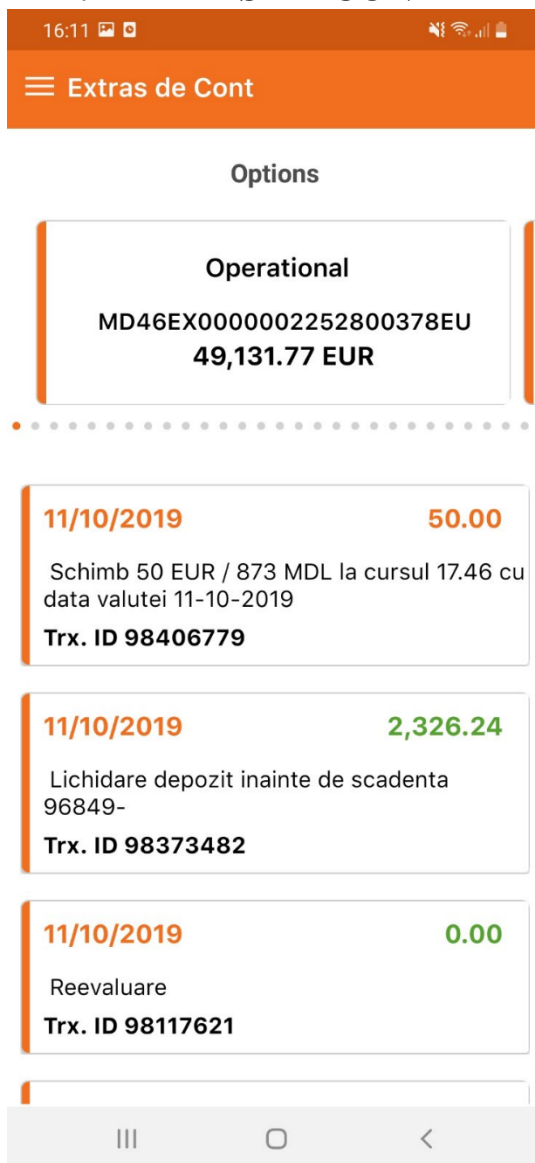 16:11
Extras de Cont
Options
Operational
MD46EX0000002252800378EU
49,131.77 EUR
11/10/2019 50.00
Schimb 50 EUR / 873 MDL la cursul 17.46 cu
data valutei 11-10-2019
Trx. ID 98406779
11/10/2019 2,326.24
Lichidare depozit inainte de scadenta
96849-
Trx. ID 98373482
11/10/2019 0.00
Reevaluare
Trx. ID 98117621